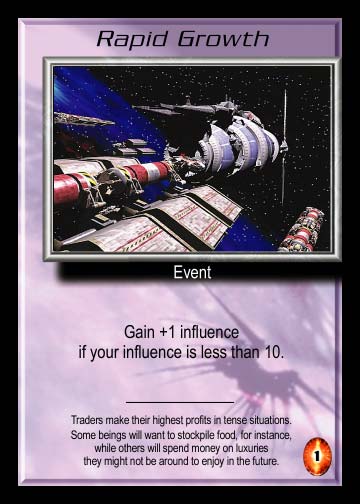 Rapid Growth
Event
Gain +1 influence
if your influence is less than 10.
Traders make their highest profits in tense situations.
Some beings will want to stockpile food, for instance,
while others will spend money on luxuries
they might not be around to enjoy in the future.
1